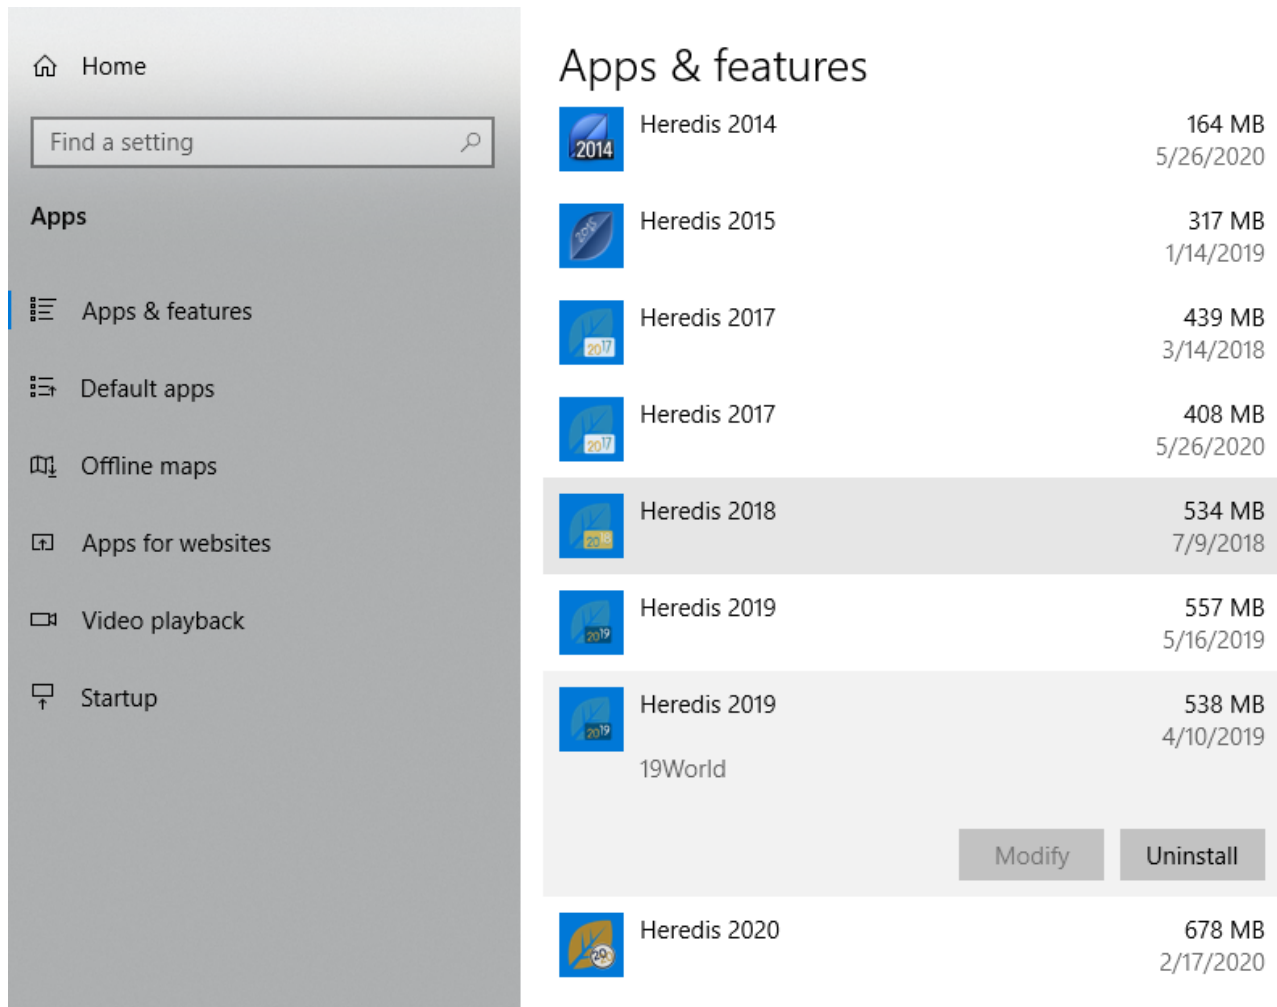 Home
Find a setting
Apps
Apps & features
Default apps
Offline maps
Apps for websites
Video playback
Startup
Apps & features
2014
Heredis 2014
164 MB
5/26/2020
2015
Heredis 2015
317 MB
1/14/2019
2017
Heredis 2017
439 MB
3/14/2018
2017
Heredis 2017
408 MB
5/26/2020
2018
Heredis 2018
534 MB
7/9/2018
2019
Heredis 2019
557 MB
5/16/2019
2019
Heredis 2019
538 MB
4/10/2019
19World
Modify
Uninstall
2020
Heredis 2020
678 MB
2/17/2020